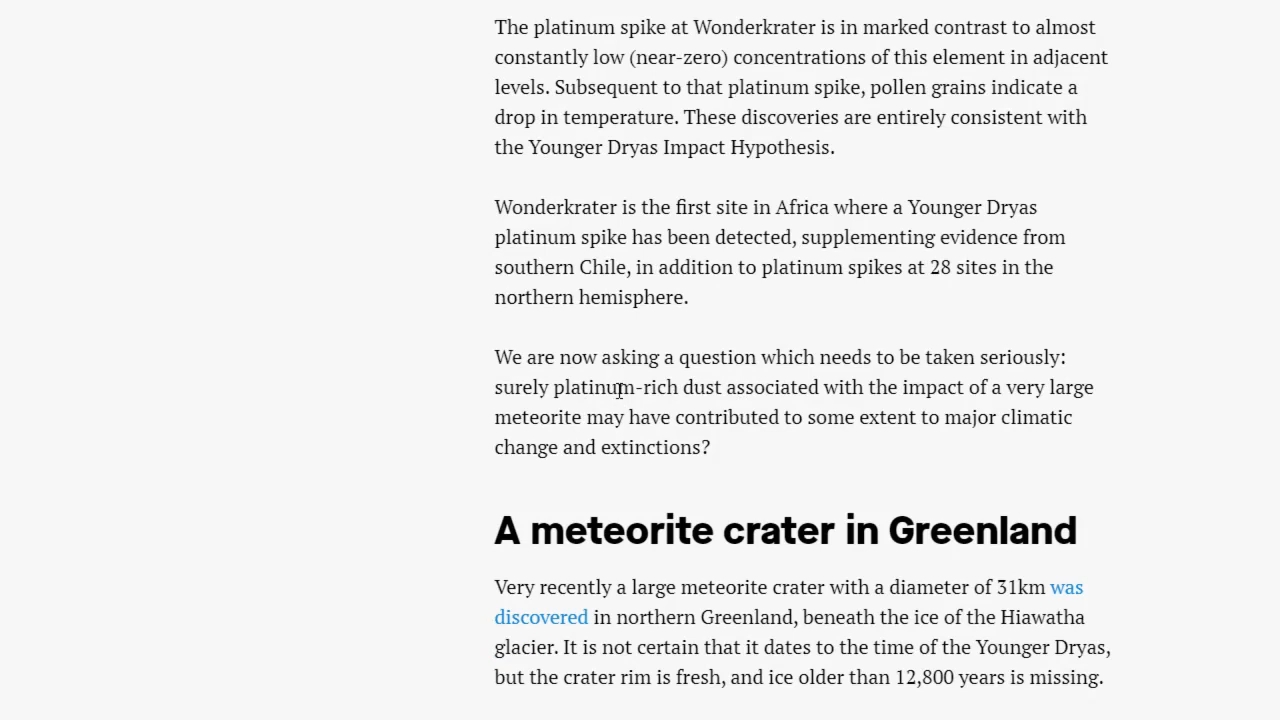 The platinum spike at Wonderkrater is in marked contrast to almost
constantly low (near-zero) concentrations of this element in adjacent
levels. Subsequent to that platinum spike, pollen grains indicate a
drop in temperature. These discoveries are entirely consistent with
the Younger Dryas Impact Hypothesis.
Wonderkrater is the first site in Africa where a Younger Dryas
platinum spike has been detected, supplementing evidence from
southern Chile, in addition to platinum spikes at 28 sites in the
northern hemisphere.
We are now asking a question which needs to be taken seriously:
surely platinum-rich dust associated with the impact of a very large
meteorite may have contributed to some extent to major climatic
change and extinctions?
A meteorite crater in Greenland
Very recently a large meteorite crater with a diameter of 31km was
discovered in northern Greenland, beneath the ice of the Hiawatha
glacier. It is not certain that it dates to the time of the Younger Dryas,
but the crater rim is fresh, and ice older than 12,800 years is missing.